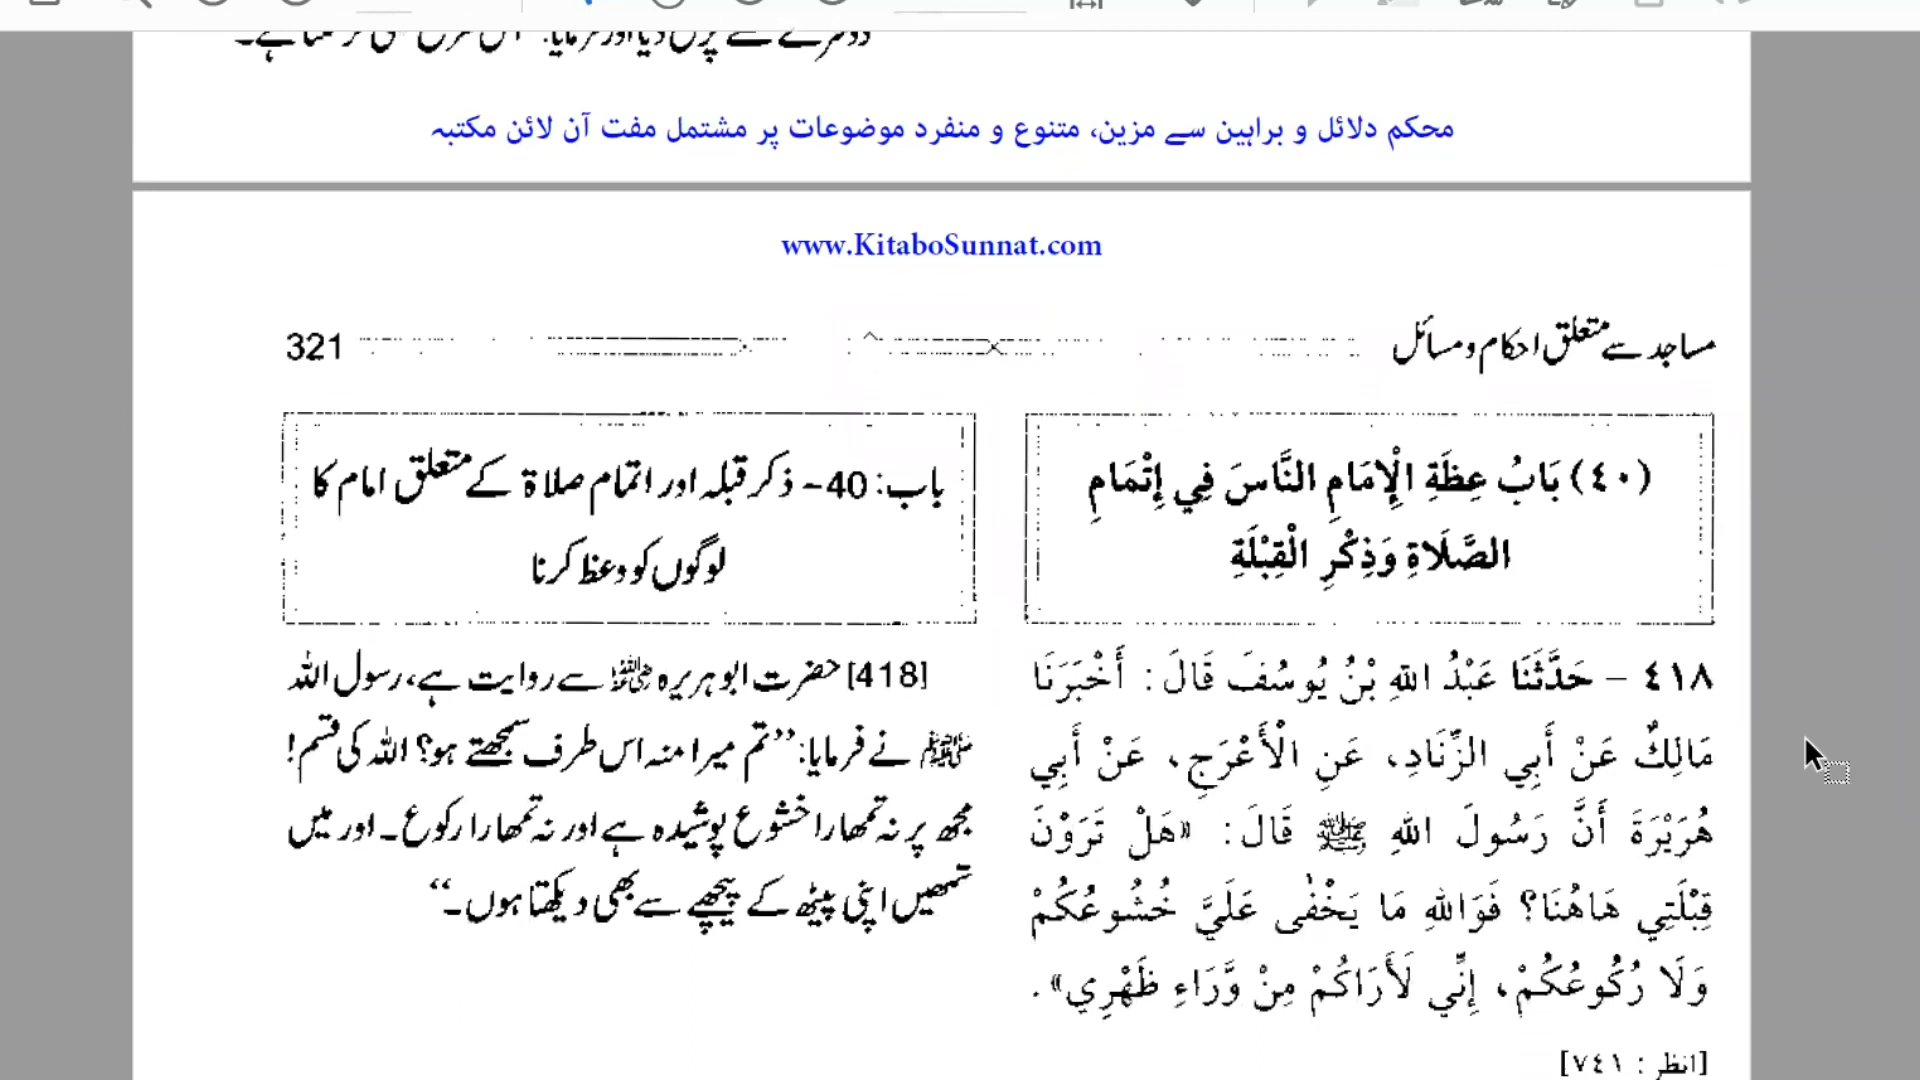 محکم دلائل و براہین سے مزین، متنوع و منفرد موضوعات پر مشتمل مفت آن لائن مکتبہ
www.KitaboSunnat.com
مساجد سے متعلق احکام و مسائل 321
(٤٠) بَابُ عِظَةِ الْإِمَامِ النَّاسَ فِي إِتْمَامِ
الصَّلَاةِ وَذِكْرِ الْقِبْلَةِ
٤١٨ - حَدَّثَنَا عَبْدُ اللهِ بْنُ يُوسُفَ قَالَ: أَخْبَرَنَا
مَالِكٌ عَنْ أَبِي الزِّنَادِ، عَنِ الْأَعْرَجِ، عَنْ أَبِي
هُرَيْرَةَ أَنَّ رَسُولَ اللهِ ﷺ قَالَ: «هَلْ تَرَوْنَ
قِبْلَتِي هَاهُنَا؟ فَوَاللهِ مَا يَخْفٰى عَلَيَّ خُشُوعُكُمْ
وَلَا رُكُوعُكُمْ، إِنِّي لَأَرَاكُمْ مِنْ وَّرَاءِ ظَهْرِي».
[انظر: ٧٤١]
باب: 40- ذکر قبلہ اور اتمام صلاۃ کے متعلق امام کا
لوگوں کو وعظ کرنا
[418] حضرت ابو ہریرہ ؓ سے روایت ہے، رسول اللہ
ﷺ نے فرمایا: ’’تم میرا منہ اس طرف سمجھتے ہو؟ اللہ کی قسم!
مجھ پر نہ تمھارا خشوع پوشیدہ ہے اور نہ تمھارا رکوع۔ اور میں
تمھیں اپنی پیٹھ کے پیچھے سے بھی دیکھتا ہوں۔‘‘